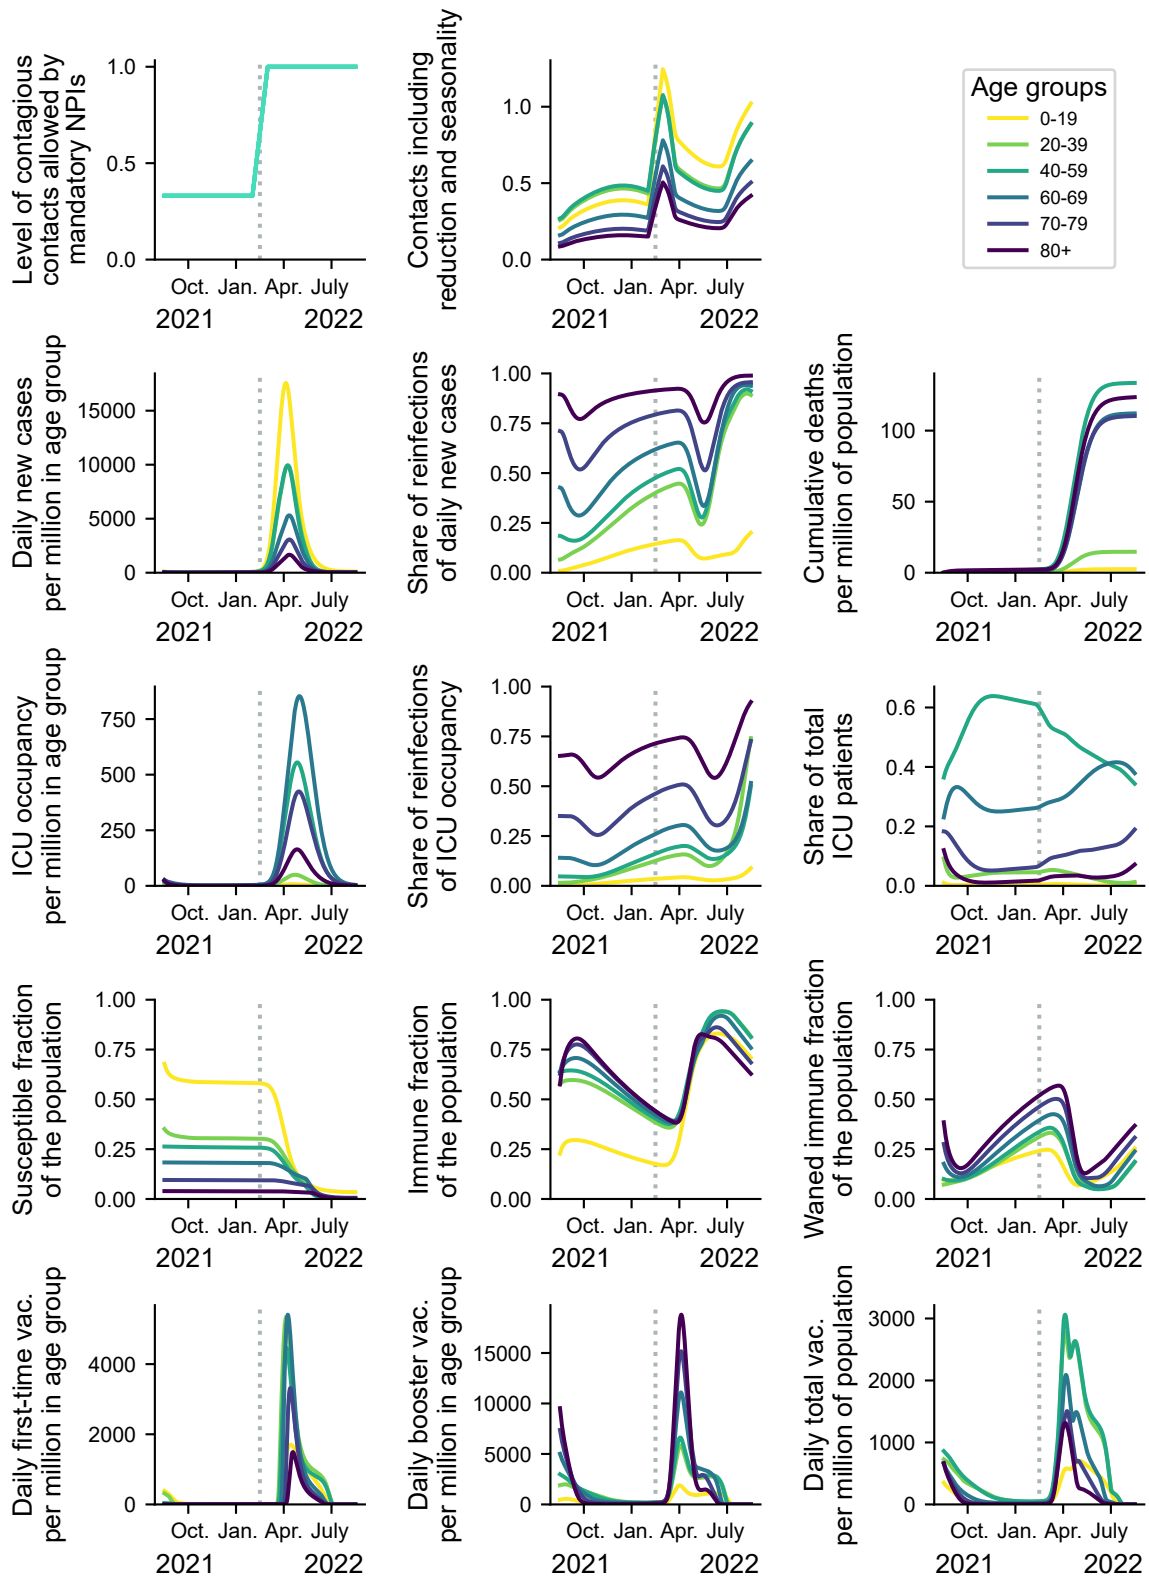 Level of contagious
contacts allowed by
mandatory NPIs
1.0
0.5
0.0
Oct. Jan. Apr. July
2021 2022
Contacts including
reduction and seasonality
1.0
0.5
0.0
Oct. Jan. Apr. July
2021 2022
Age groups
0-19
20-39
40-59
60-69
70-79
80+
Daily new cases
per million in age group
15000
10000
5000
0
Oct. Jan. Apr. July
2021 2022
Share of reinfections
of daily new cases
1.00
0.75
0.50
0.25
0.00
Oct. Jan. Apr. July
2021 2022
Cumulative deaths
per million of population
100
50
0
Oct. Jan. Apr. July
2021 2022
ICU occupancy
per million in age group
750
500
250
0
Oct. Jan. Apr. July
2021 2022
Share of reinfections
of ICU occupancy
1.00
0.75
0.50
0.25
0.00
Oct. Jan. Apr. July
2021 2022
Share of total
ICU patients
0.6
0.4
0.2
0.0
Oct. Jan. Apr. July
2021 2022
Susceptible fraction
of the population
1.00
0.75
0.50
0.25
0.00
Oct. Jan. Apr. July
2021 2022
Immune fraction
of the population
1.00
0.75
0.50
0.25
0.00
Oct. Jan. Apr. July
2021 2022
Waned immune fraction
of the population
1.00
0.75
0.50
0.25
0.00
Oct. Jan. Apr. July
2021 2022
Daily first-time vac.
per million in age group
4000
2000
0
Oct. Jan. Apr. July
2021 2022
Daily booster vac.
per million in age group
15000
10000
5000
0
Oct. Jan. Apr. July
2021 2022
Daily total vac.
per million of population
3000
2000
1000
0
Oct. Jan. Apr. July
2021 2022